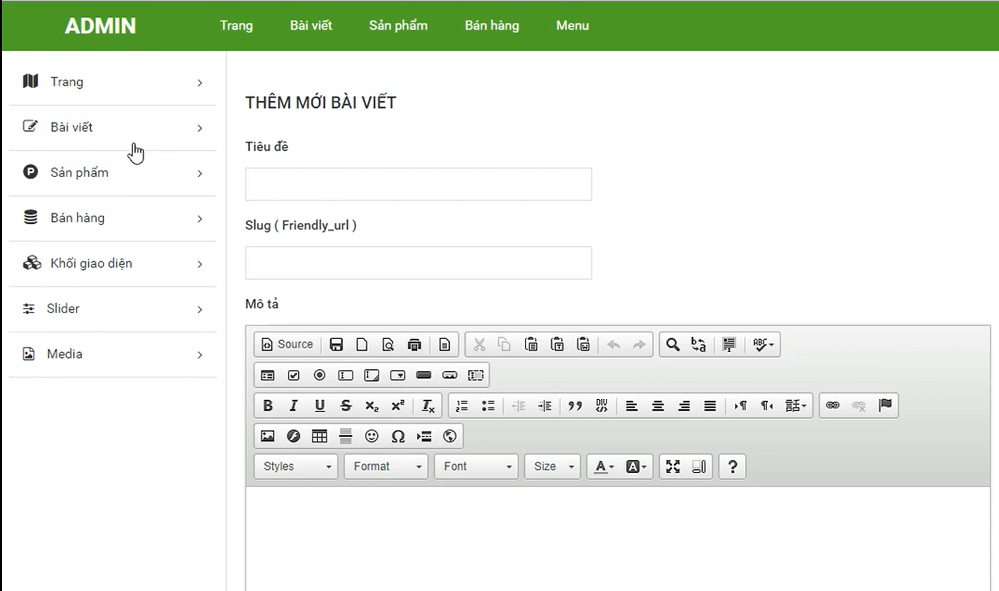 ADMIN Trang Bài viết Sản phẩm Bán hàng Menu
Trang
Bài viết
Sản phẩm
Bán hàng
Khối giao diện
Slider
Media
THÊM MỚI BÀI VIẾT
Tiêu đề
Slug ( Friendly_url )
Mô tả
Source
Styles Format Font Size